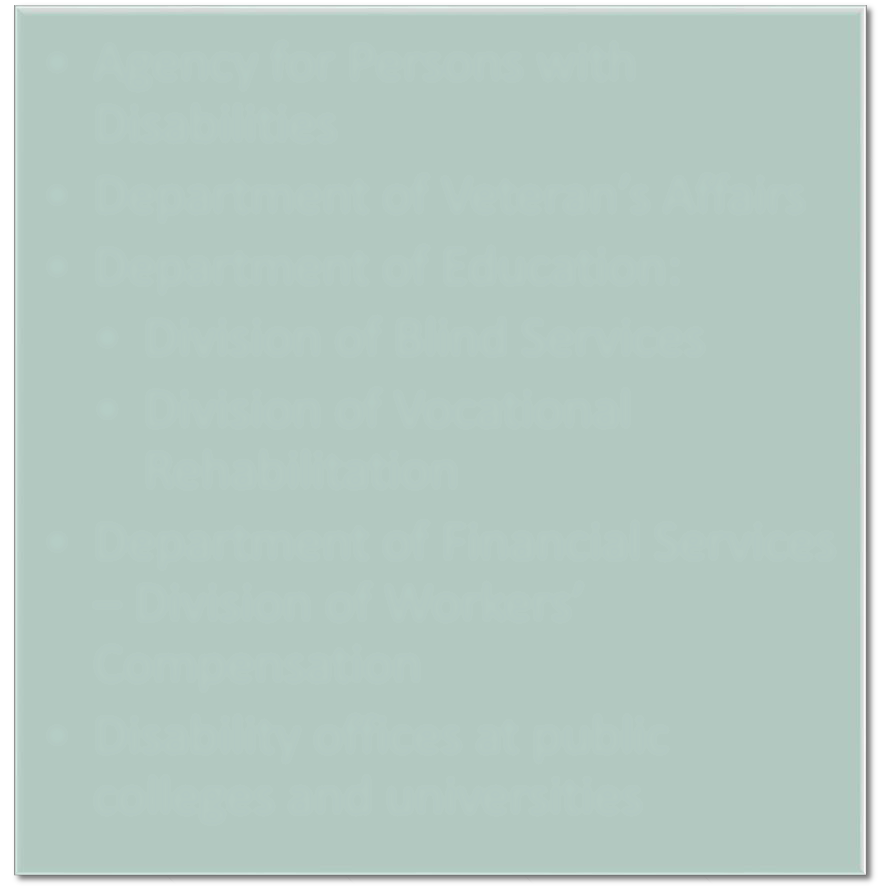 • Agency for Persons with
Disabilities
• Department of Veteran's Affairs
• Department of Education:
• Division of Blind Services
• Division of Vocational
Rehabilitation
• Department of Financial Services
– Division of Workers'
Compensation
• Disability offices at public
colleges and universities